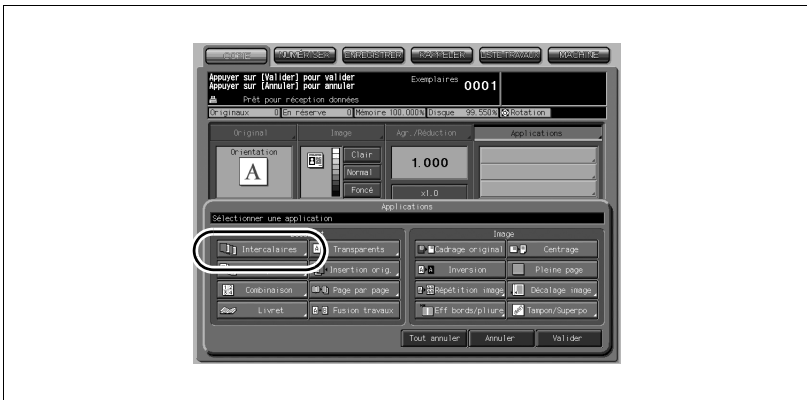 COPIE NUMÉRISER ENREGISTRER RAPPELER LISTE TRAVAUX MACHINE
Appuyer sur [Valider] pour valider
Appuyer sur [Annuler] pour annuler
Exemplaires 0001
Prêt pour réception données
Originaux 0 En réserve 0 Mémoire 100.000% Disque 99.550% Rotation
Original Image Agr./Réduction Applications
Orientation
A
Clair
Normal
Foncé
1.000
x1.0
Applications
Sélectionner une application
Image
Intercalaires Transparents Cadrage original Centrage
Insertion orig. Inversion Pleine page
Combinaison Page par page Répétition image Décalage image
Livret Fusion travaux Eff bords/pliure Tampon/Superpo
Tout annuler Annuler Valider